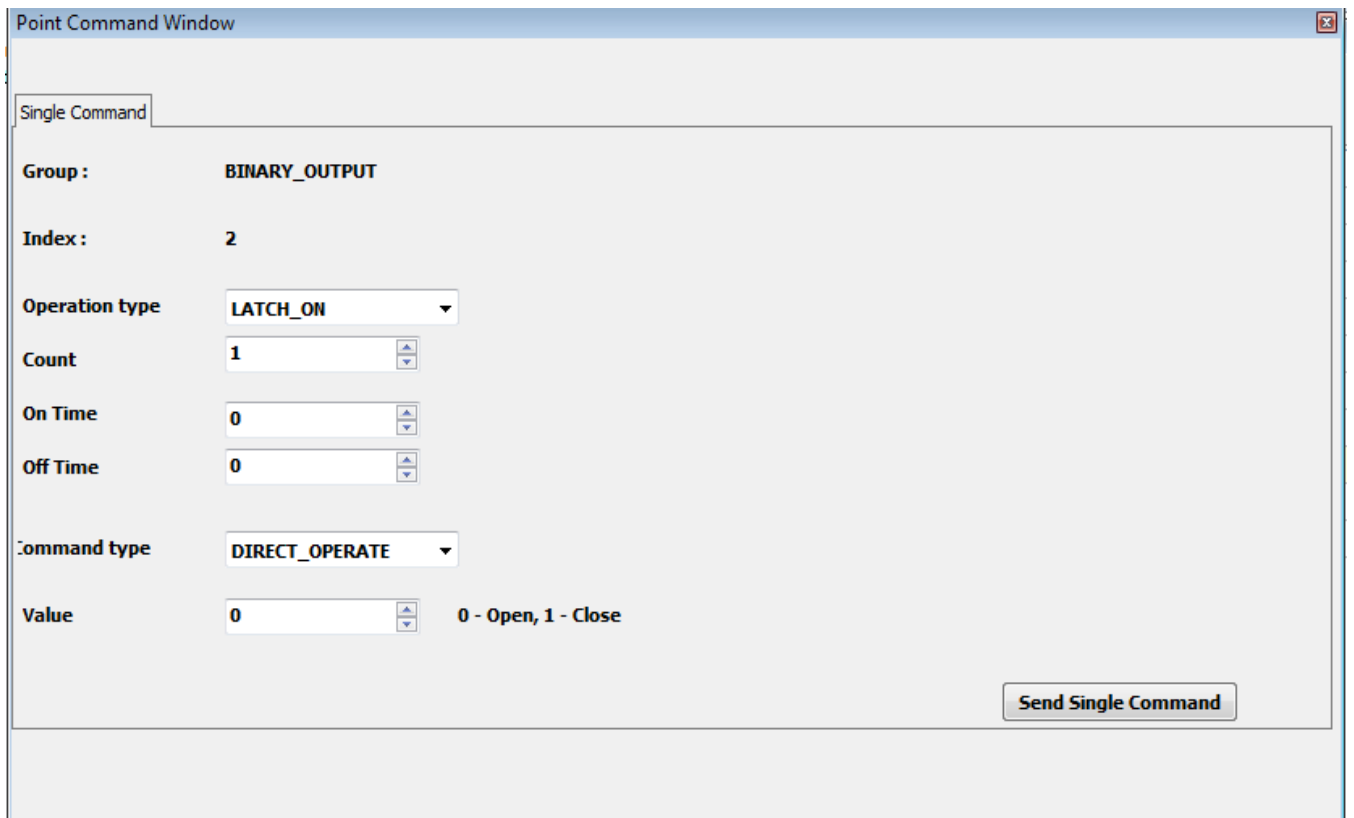 Point Command Window
Single Command
Group : BINARY_OUTPUT
Index : 2
Operation type LATCH_ON
Count 1
On Time 0
Off Time 0
ommand type DIRECT_OPERATE
Value 0 0 - Open, 1 - Close
Send Single Command